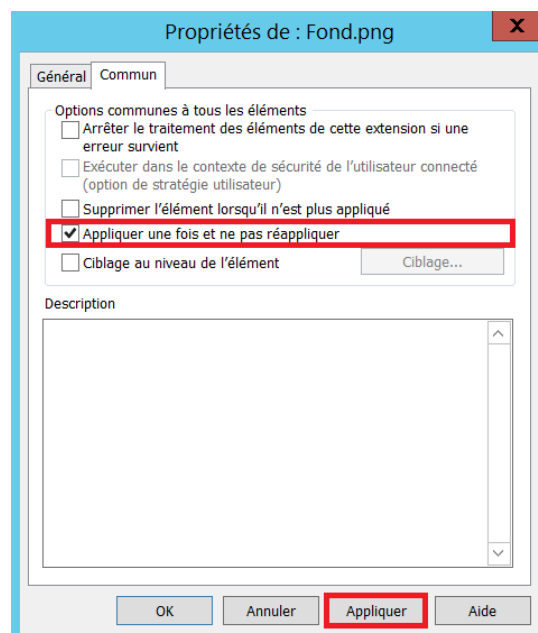 Propriétés de : Fond.png
X
Général
Commun
Options communes à tous les éléments
Arrêter le traitement des éléments de cette extension si une
erreur survient
Exécuter dans le contexte de sécurité de l'utilisateur connecté
(option de stratégie utilisateur)
Supprimer l'élément lorsqu'il n'est plus appliqué
Appliquer une fois et ne pas réappliquer
Ciblage au niveau de l'élément
Ciblage...
Description
OK
Annuler
Appliquer
Aide